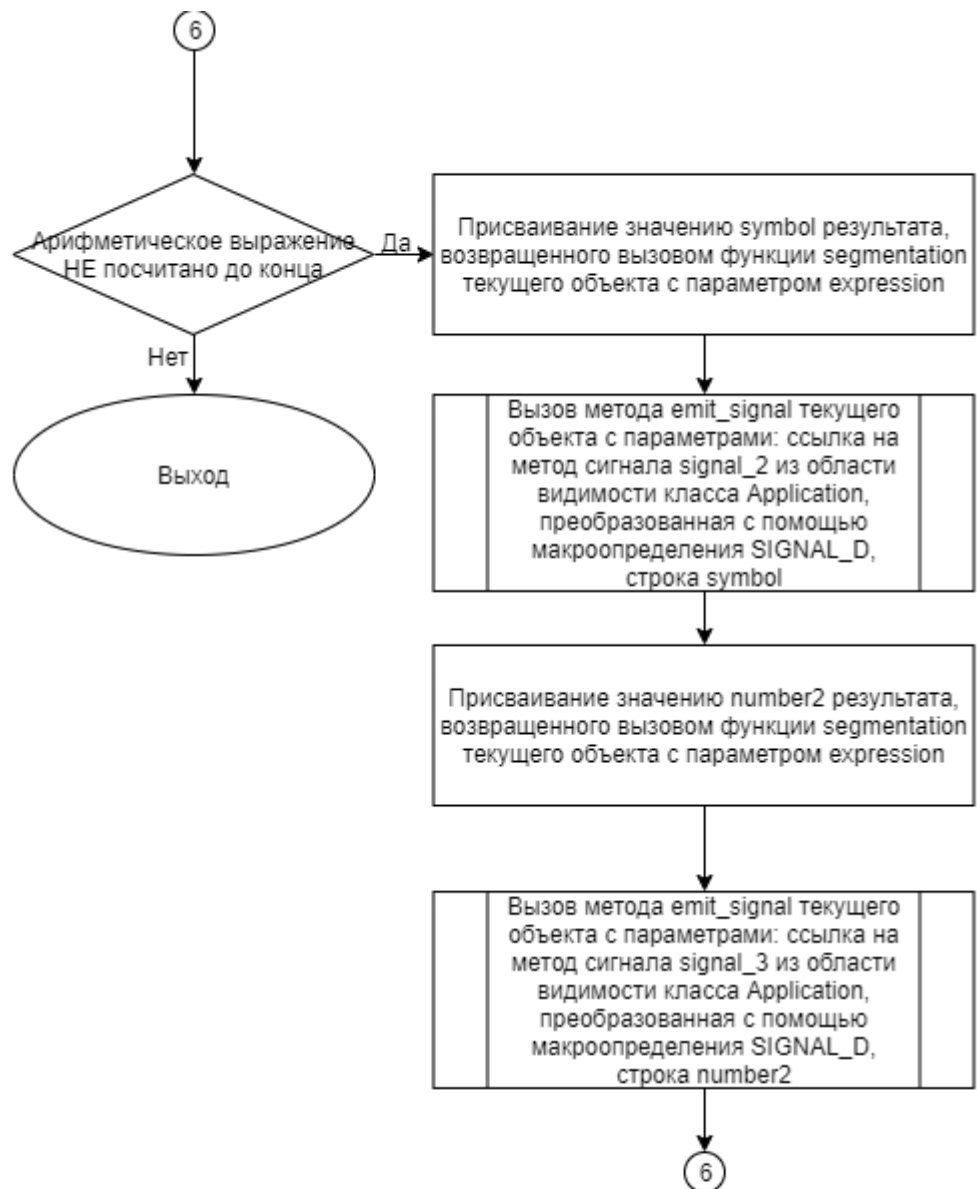 6
Арифметическое выражение
НЕ посчитано до конца
Да
Нет
Выход
Присваивание значению symbol результата,
возвращенного вызовом функции segmentation
текущего объекта с параметром expression
Вызов метода emit_signal текущего
объекта с параметрами: ссылка на
метод сигнала signal_2 из области
видимости класса Application,
преобразованная с помощью
макроопределения SIGNAL_D,
строка symbol
Присваивание значению number2 результата,
возвращенного вызовом функции segmentation
текущего объекта с параметром expression
Вызов метода emit_signal текущего
объекта с параметрами: ссылка на
метод сигнала signal_3 из области
видимости класса Application,
преобразованная с помощью
макроопределения SIGNAL_D,
строка number2
6